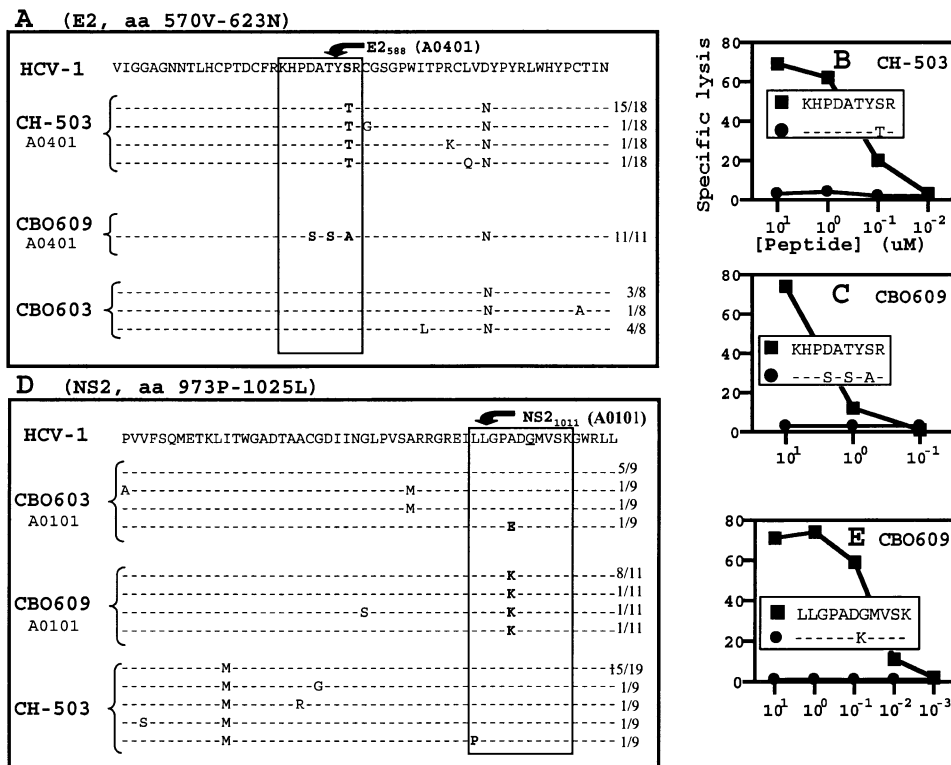 A (E2, aa 570V-623N)
E2588 (A0401)
HCV-1 VIGGAGNNTLHCPTDCFRKHPDATYSRCGSGPWITPRCLVDYPYRLWHYPCTIN
CH-503
A0401
T N 15/18
T G N 1/18
T K N 1/18
T Q N 1/18
CBO609
A0401
S-S-A N 11/11
CBO603
N 3/8
N A 1/8
L N 4/8
D (NS2, aa 973P-1025L)
NS21011 (A0101)
HCV-1 PVVFSQMETKLITWGADTAACGDIINGLPVSARRGREILLGPADGMVSKGWRLL
CBO603
A0101
5/9
A M 1/9
M 1/9
E 1/9
CBO609
A0101
K 8/11
K 1/11
S K 1/11
K 1/11
CH-503
M 15/19
M G 1/9
M R 1/9
S M 1/9
M P 1/9
B CH-503
Specific lysis
80
60
40
20
0
KHPDATYSR
-------T-
10¹ 10⁰ 10⁻¹ 10⁻²
[Peptide] (uM)
C CBO609
80
60
40
20
0
KHPDATYSR
---S-S-A-
10¹ 10⁰ 10⁻¹
E CBO609
80
60
40
20
0
LLGPADGMVSK
------K-----
10¹ 10⁰ 10⁻¹ 10⁻² 10⁻³